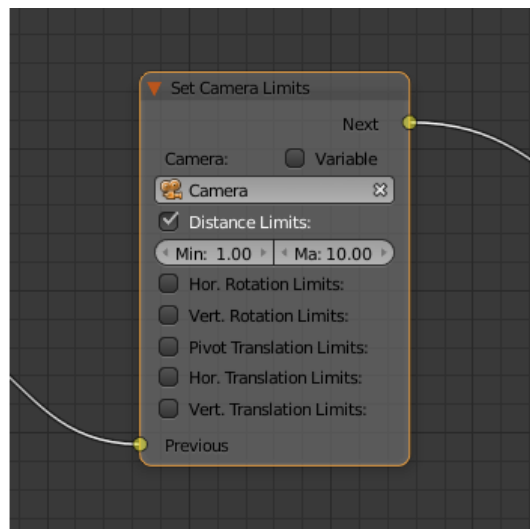 Set Camera Limits
Next
Camera: Variable
Camera
Distance Limits:
Min: 1.00 Ma: 10.00
Hor. Rotation Limits:
Vert. Rotation Limits:
Pivot Translation Limits:
Hor. Translation Limits:
Vert. Translation Limits:
Previous